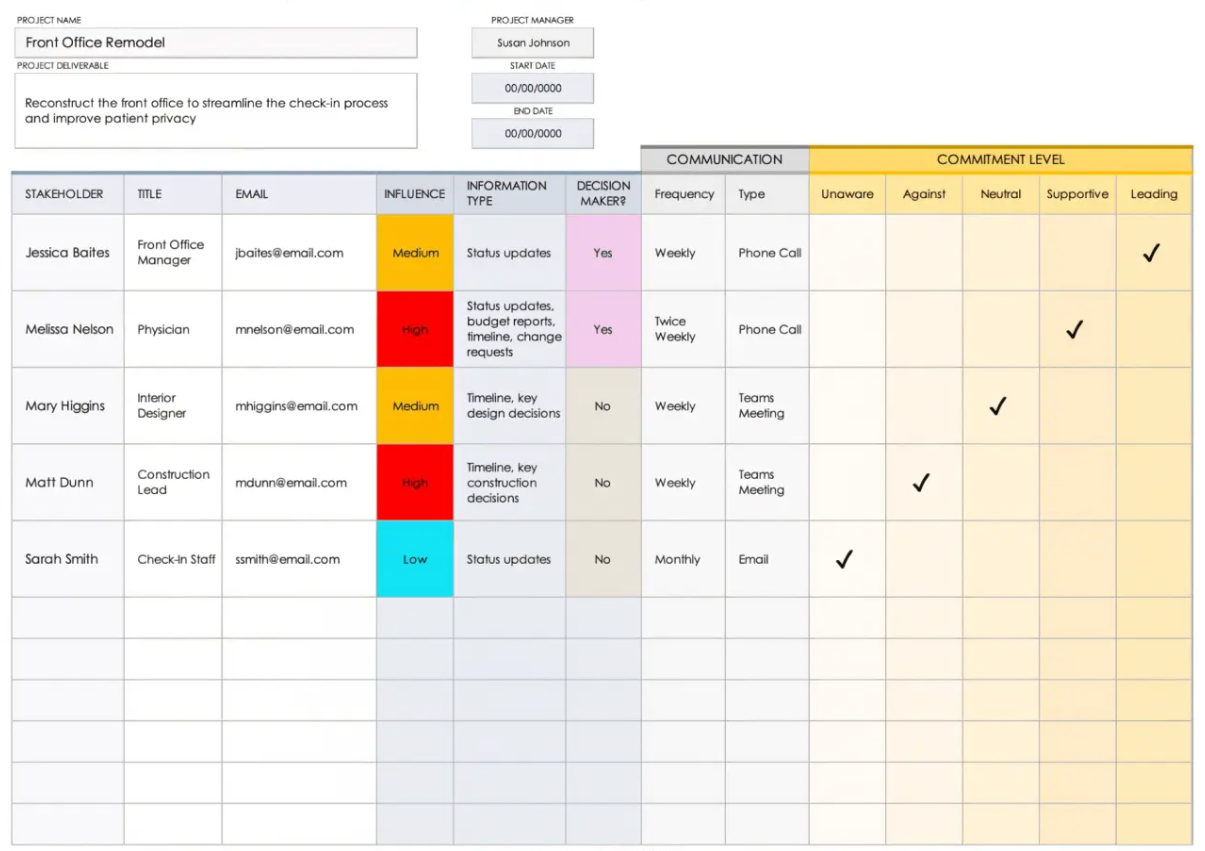 PROJECT NAME
PROJECT MANAGER
Front Office Remodel
Susan Johnson
PROJECT DELIVERABLE
START DATE
Reconstruct the front office to streamline the check-in process
and improve patient privacy
00/00/0000
END DATE
00/00/0000
COMMUNICATION
COMMITMENT LEVEL
STAKEHOLDER
TITLE
EMAIL
INFLUENCE
INFORMATION
TYPE
DECISION
MAKER?
Frequency
Type
Unaware
Against
Neutral
Supportive
Leading
Jessica Baites
Front Office
Manager
jbaites@email.com
Medium
Status updates
Yes
Weekly
Phone Call
✓
Melissa Nelson
Physician
mnelson@email.com
High
Status updates,
budget reports,
timeline, change
requests
Yes
Twice
Weekly
Phone Call
✓
Mary Higgins
Interior
Designer
mhiggins@email.com
Medium
Timeline, key
design decisions
No
Weekly
Teams
Meeting
✓
Matt Dunn
Construction
Lead
mdunn@email.com
High
Timeline, key
construction
decisions
No
Weekly
Teams
Meeting
✓
Sarah Smith
Check-In Staff
ssmith@email.com
Low
Status updates
No
Monthly
Email
✓